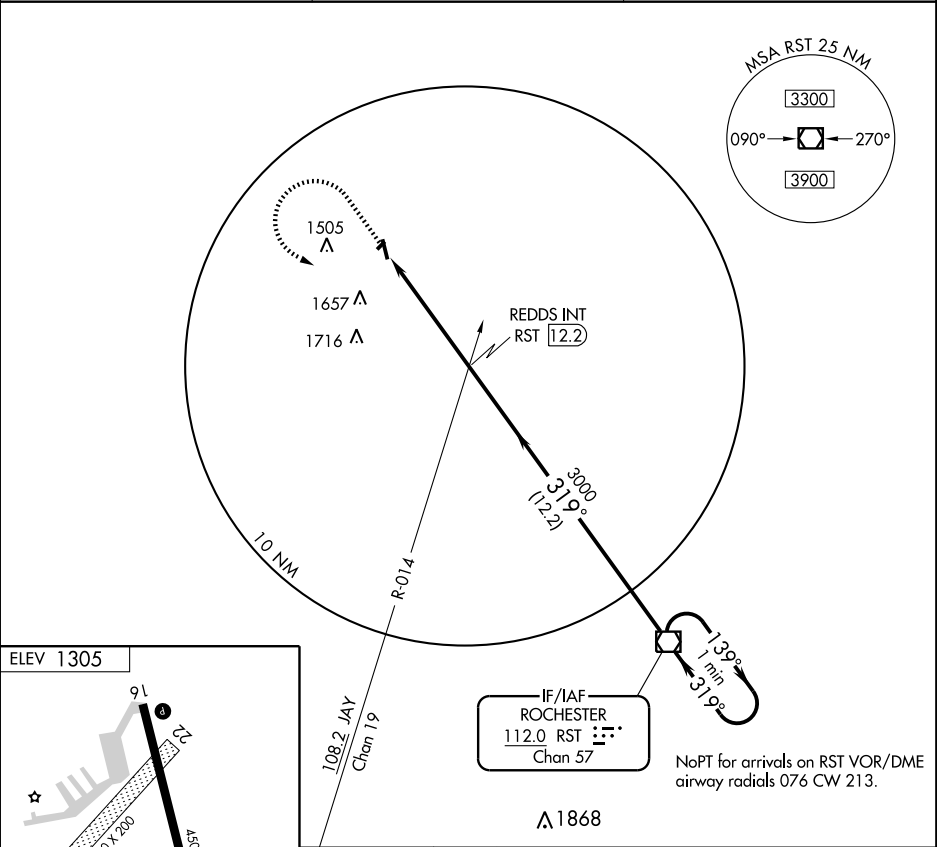 MSA RST 25 NM
3300
090°
270°
3900
1505
1657
1716
REDDS INT
RST 12.2
3000
319°
(12.2)
10 NM
R-014
108.2 JAY
Chan 19
139°
1 min
319°
IF/IAF
ROCHESTER
112.0 RST
Chan 57
NoPT for arrivals on RST VOR/DME
airway radials 076 CW 213.
1868
ELEV 1305
16
P
22
0 X 200
450